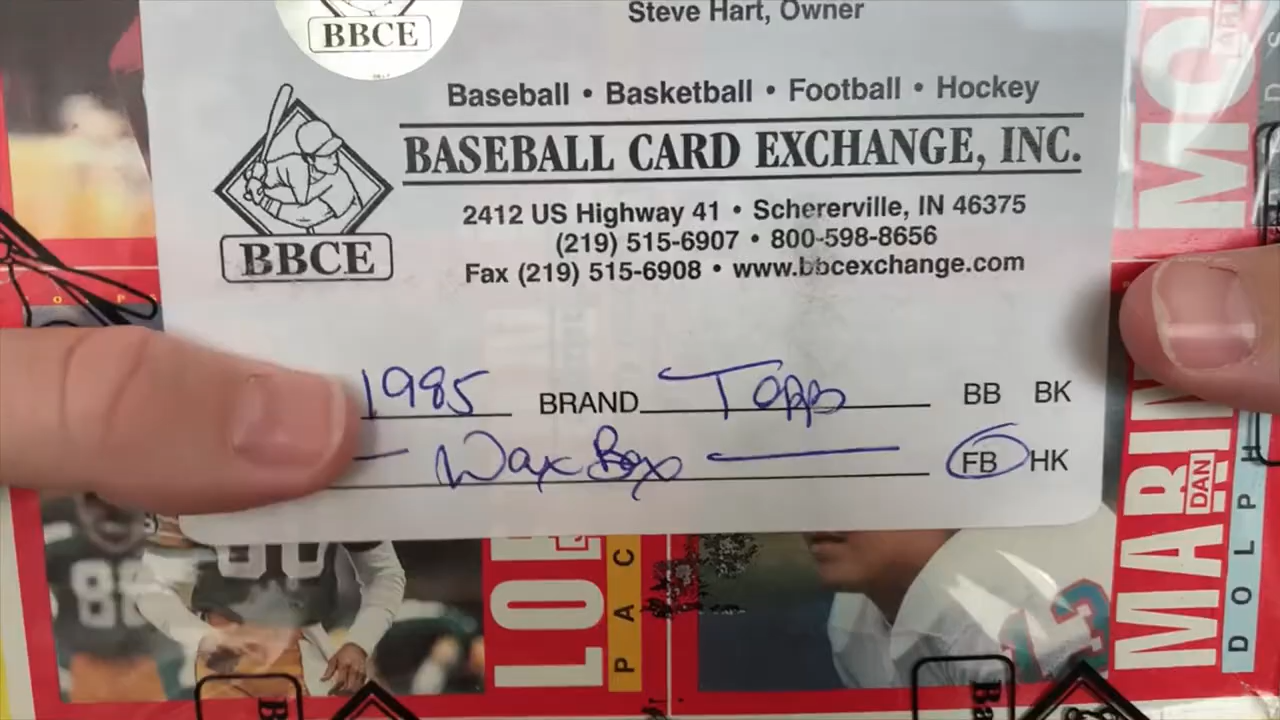 BBCE
Steve Hart, Owner
Baseball • Basketball • Football • Hockey
BASEBALL CARD EXCHANGE, INC.
2412 US Highway 41 • Schererville, IN 46375
(219) 515-6907 • 800-598-8656
Fax (219) 515-6908 • www.bbcexchange.com
BBCE
1985 BRAND Topps BB BK
— Wax Box — FB HK
MARIN
DAN
DOLPH
LOF
PAC